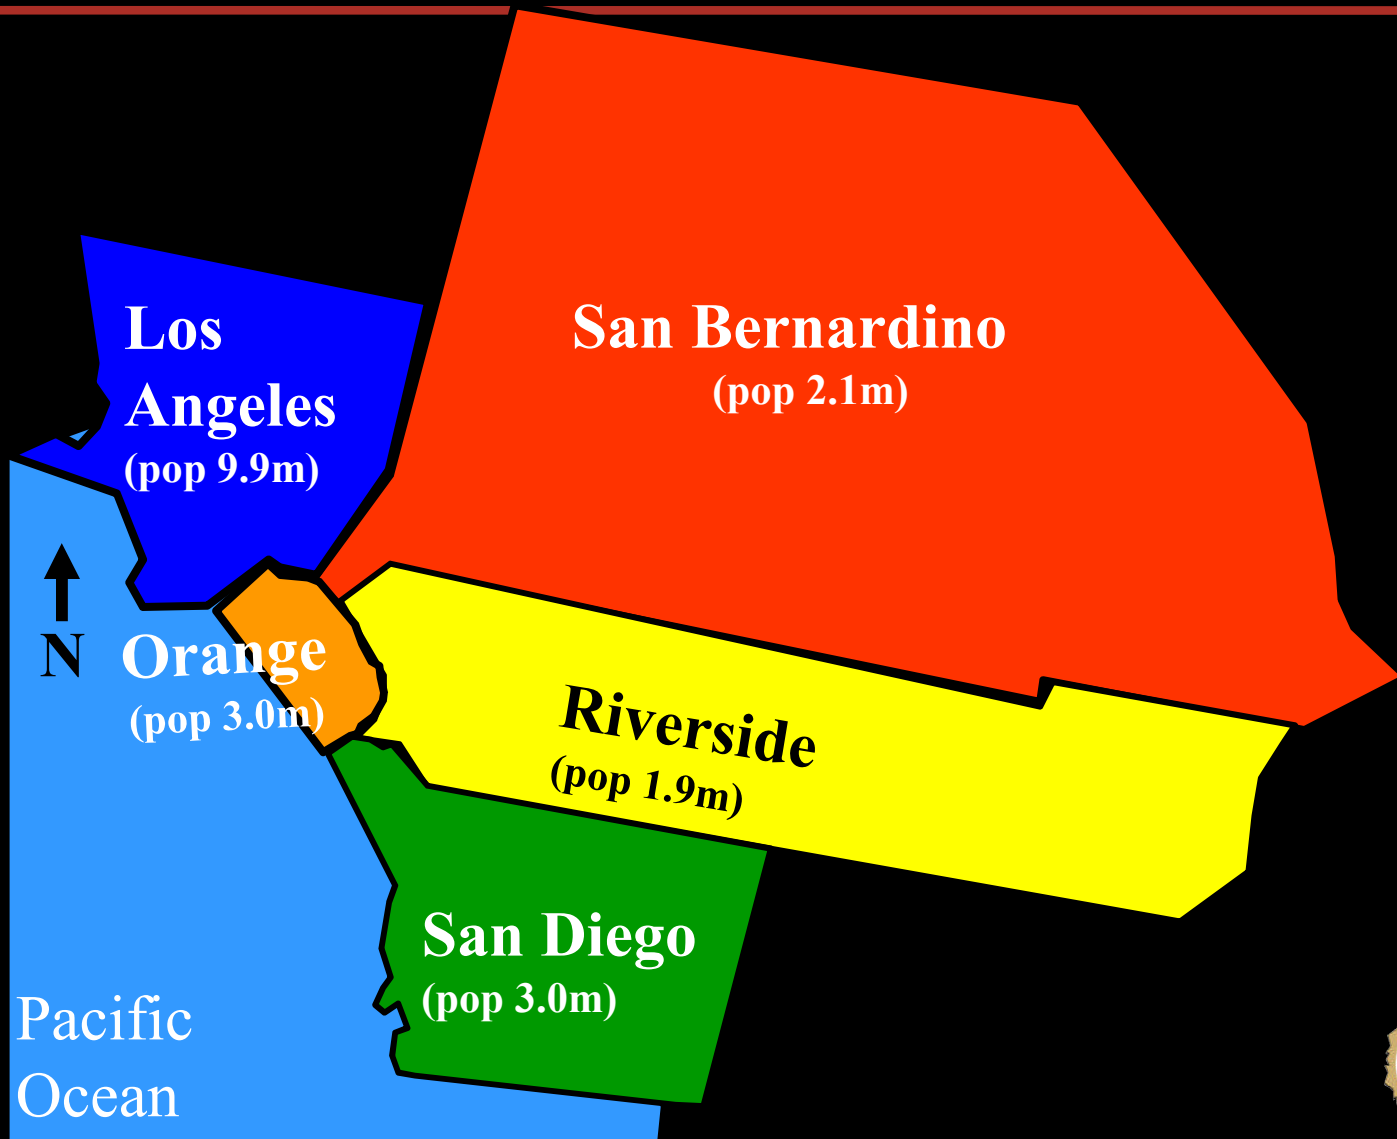 Los
Angeles
(pop 9.9m)
San Bernardino
(pop 2.1m)
N
Orange
(pop 3.0m)
Riverside
(pop 1.9m)
San Diego
(pop 3.0m)
Pacific
Ocean